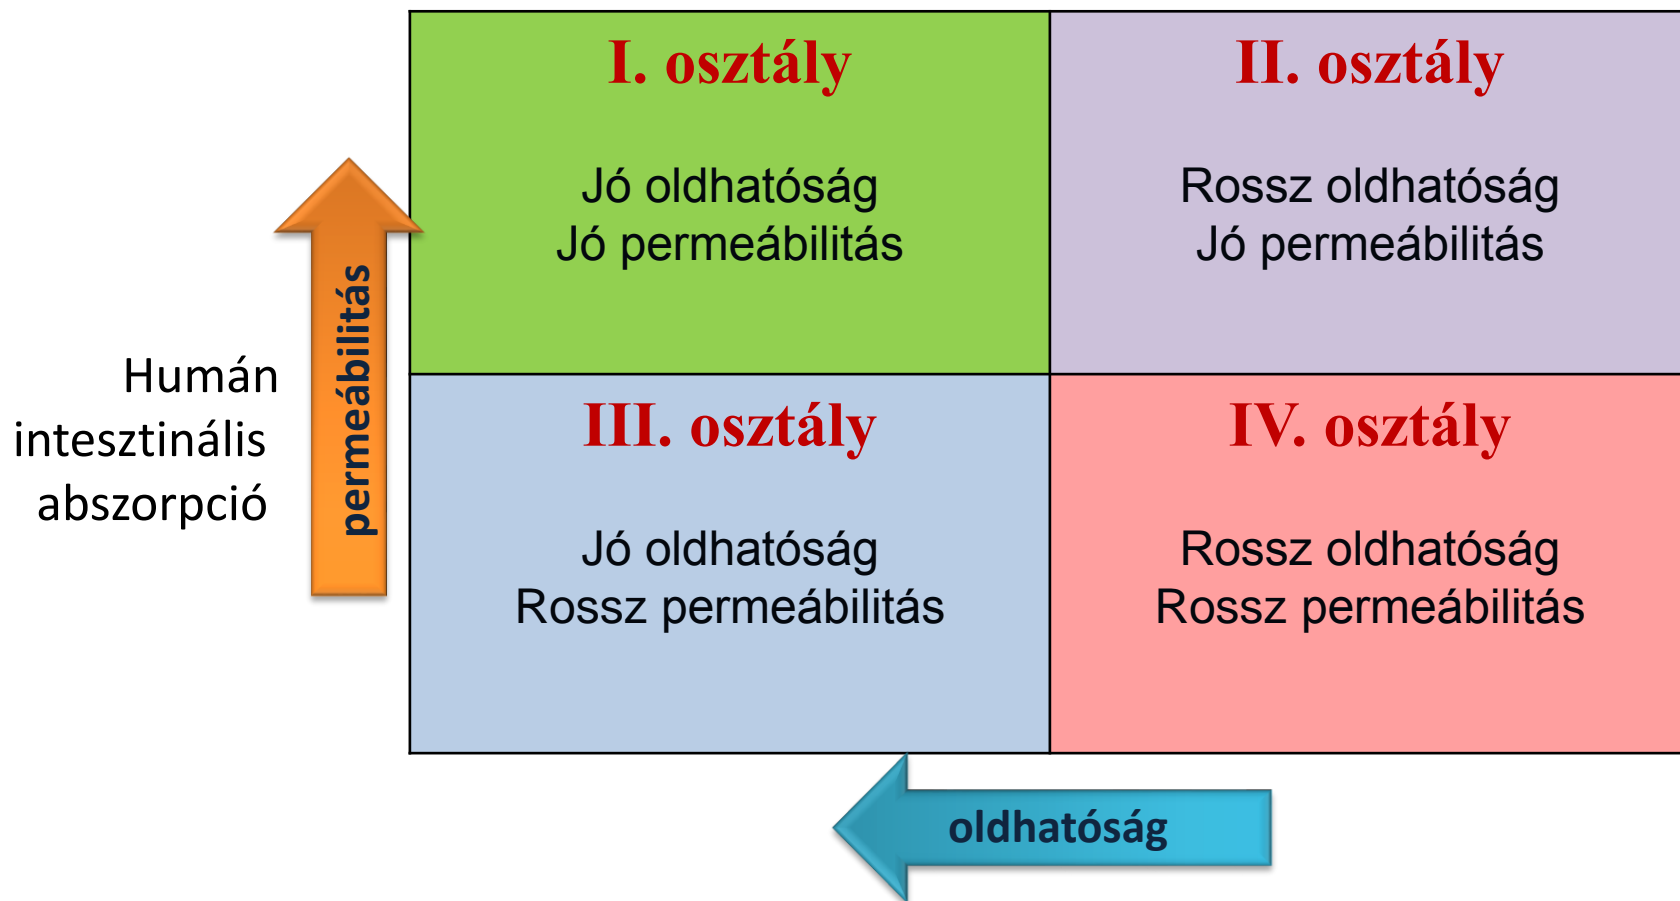 I. osztály
Jó oldhatóság
Jó permeábilitás
II. osztály
Rossz oldhatóság
Jó permeábilitás
permeábilitás
Humán
intesztinális
abszorpció
III. osztály
Jó oldhatóság
Rossz permeábilitás
IV. osztály
Rossz oldhatóság
Rossz permeábilitás
oldhatóság